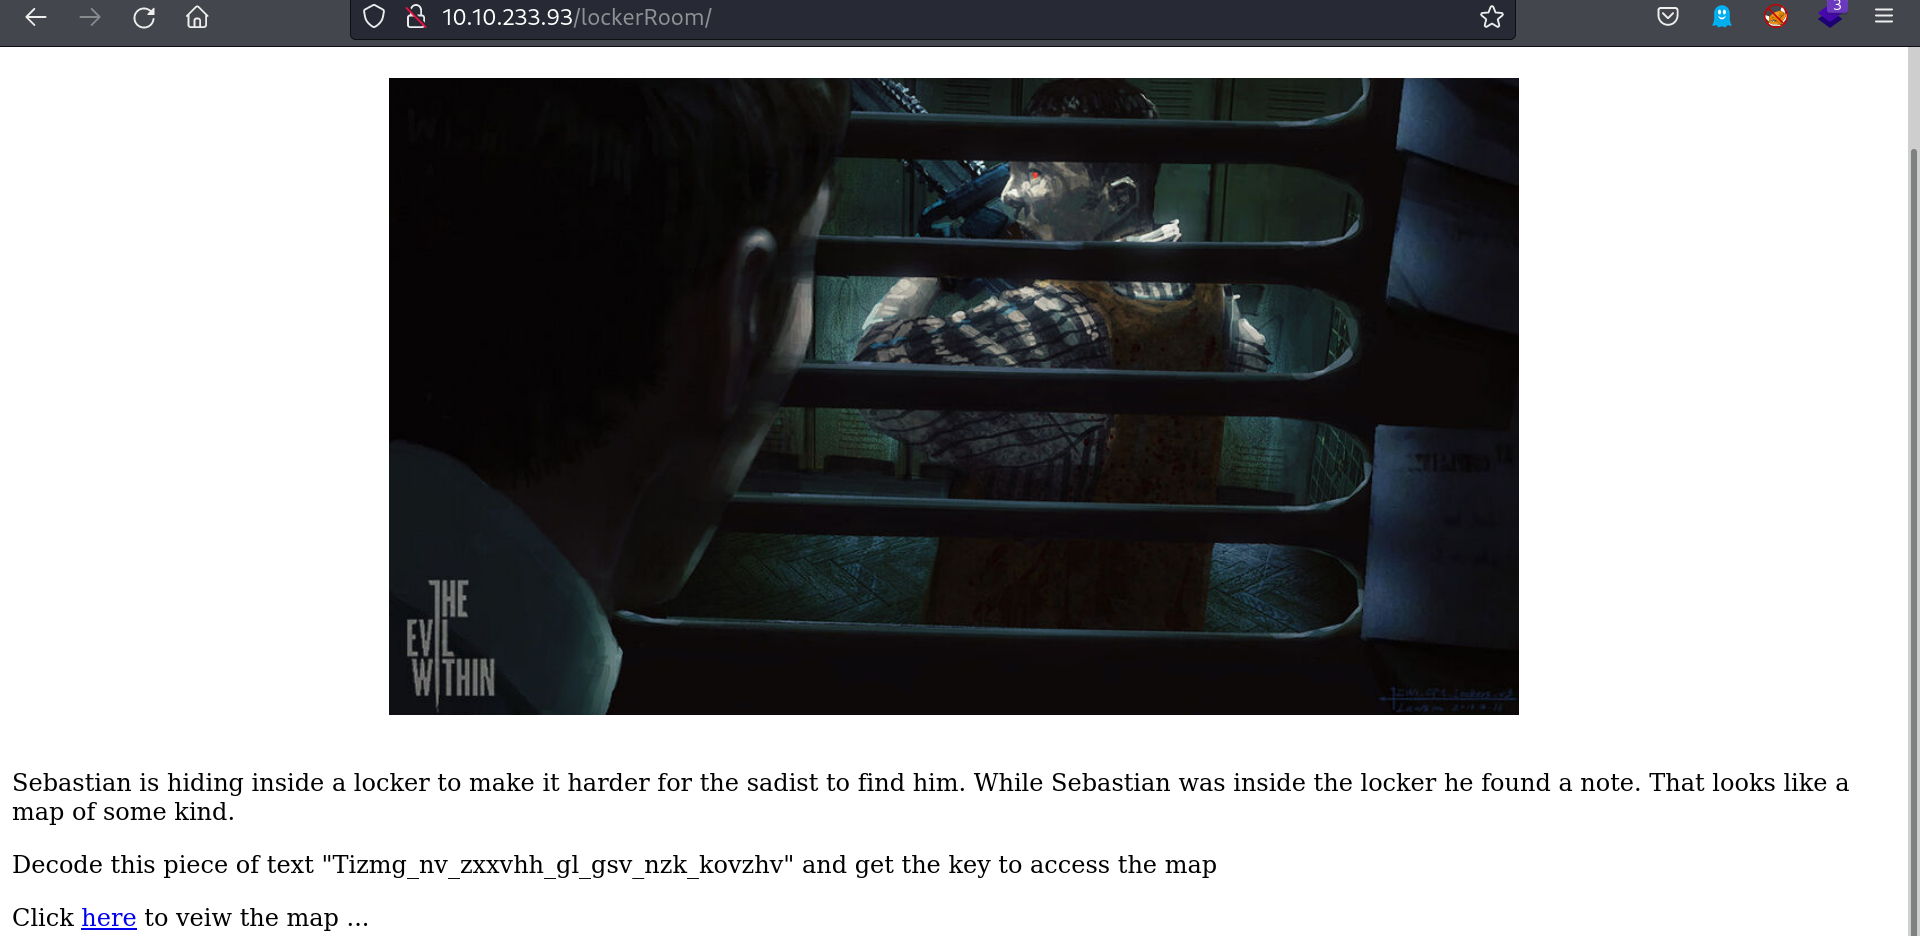 10.10.233.93/lockerRoom/
3
THE
EVIL
WITHIN
Sebastian is hiding inside a locker to make it harder for the sadist to find him. While Sebastian was inside the locker he found a note. That looks like a
map of some kind.
Decode this piece of text "Tizmg_nv_zxxvhh_gl_gsv_nzk_kovzhv" and get the key to access the map
Click here to veiw the map ...